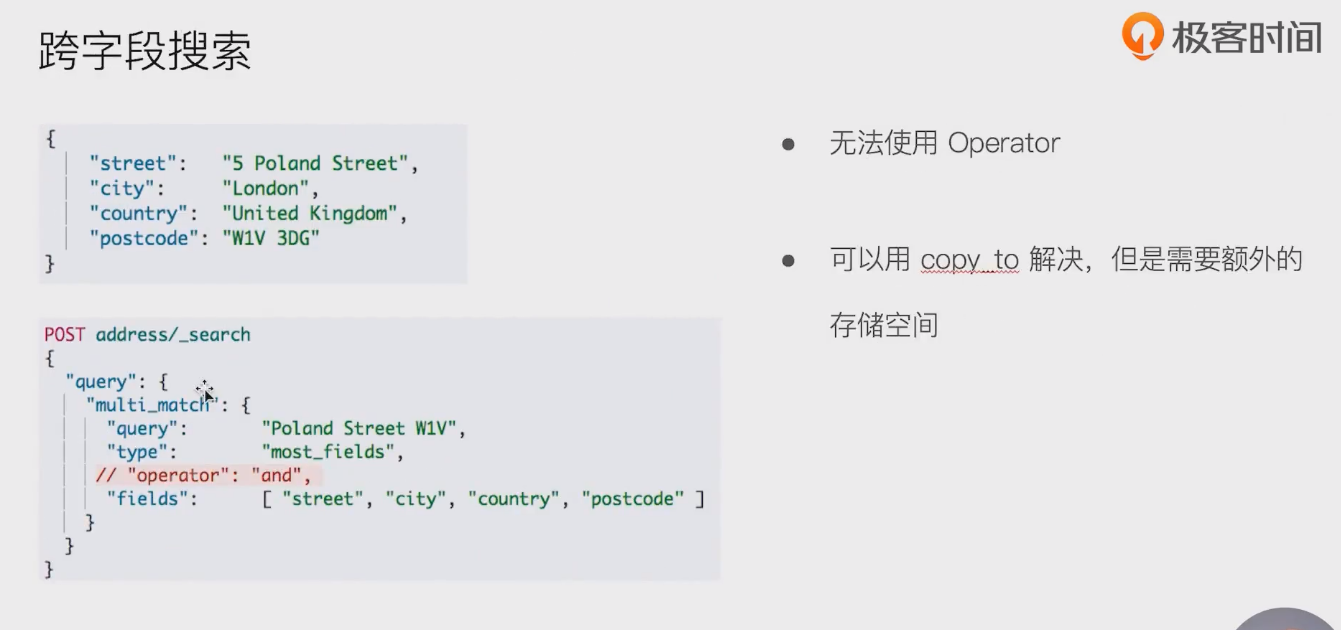 跨字段搜索
极客时间
{
"street": "5 Poland Street",
"city": "London",
"country": "United Kingdom",
"postcode": "W1V 3DG"
}
POST address/_search
{
"query": {
"multi_match": {
"query": "Poland Street W1V",
"type": "most_fields",
// "operator": "and",
"fields": [ "street", "city", "country", "postcode" ]
}
}
}
● 无法使用 Operator
● 可以用 copy_to 解决，但是需要额外的
存储空间